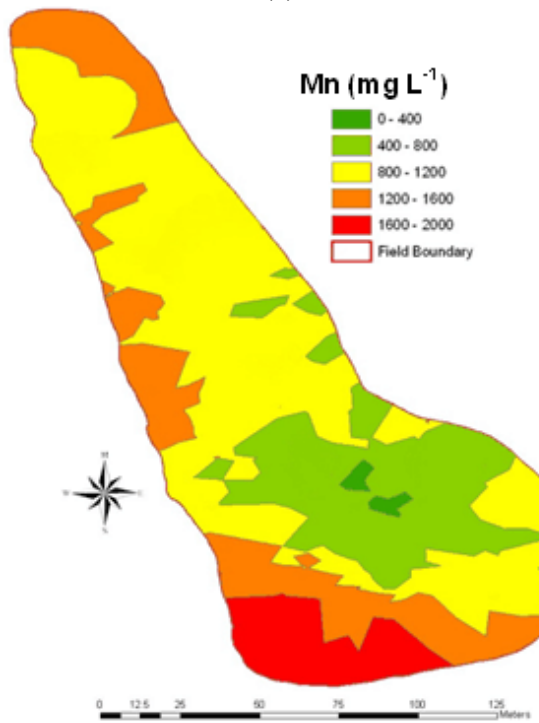 Mn (mg L⁻¹)
0 - 400
400 - 800
800 - 1200
1200 - 1600
1600 - 2000
Field Boundary
N
W E
S
0 12.5 25 50 75 100 125
Meters